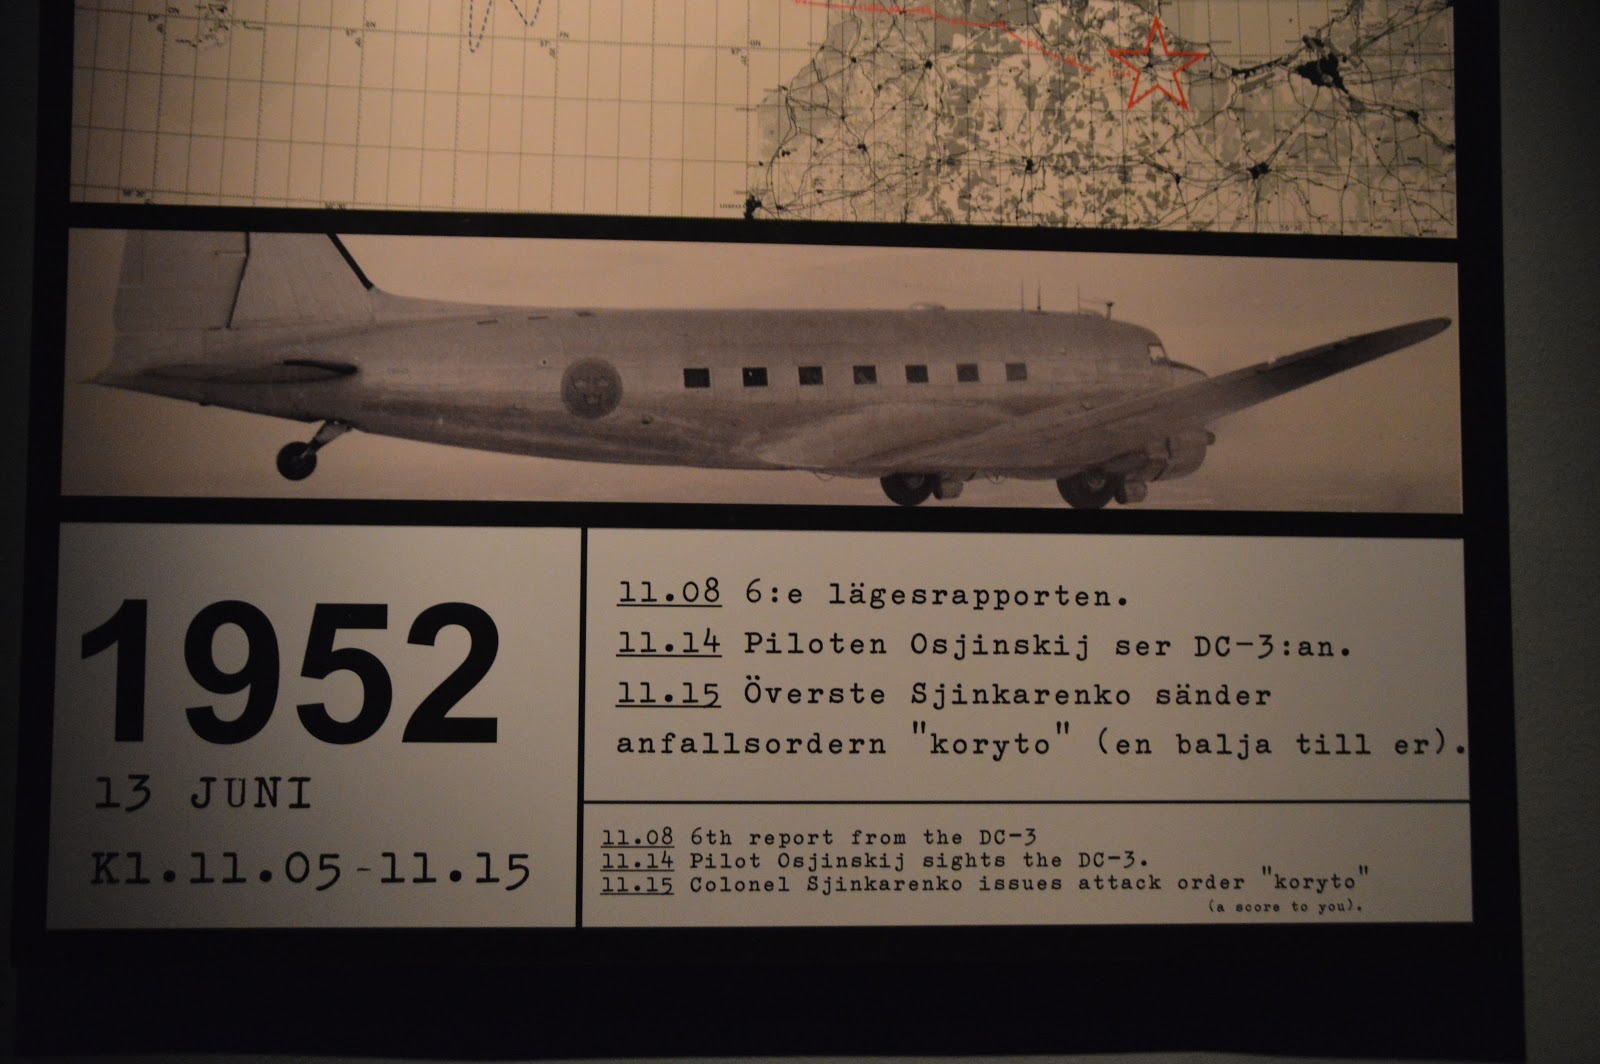 1952
13 JUNI
Kl.11.05-11.15
11.08 6:e lägesrapporten.
11.14 Piloten Osjinskij ser DC-3:an.
11.15 Överste Sjinkarenko sänder
anfallsordern "koryto" (en balja till er).
11.08 6th report from the DC-3
11.14 Pilot Osjinskij sights the DC-3.
11.15 Colonel Sjinkarenko issues attack order "koryto"
(a score to you).